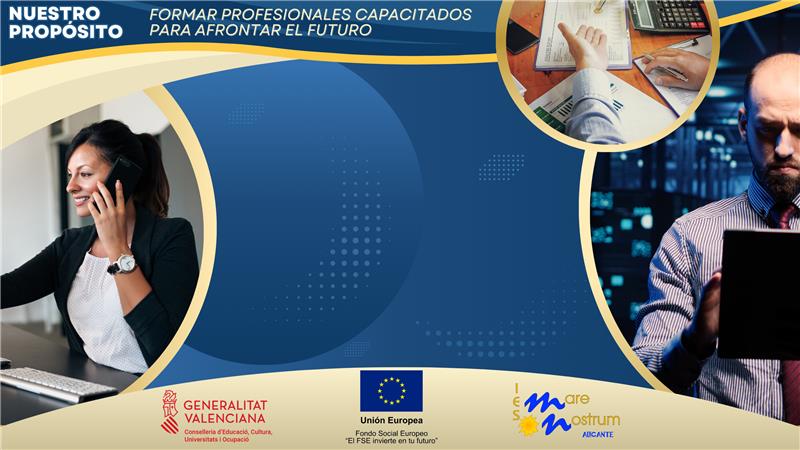 NUESTRO
PROPÓSITO
FORMAR PROFESIONALES CAPACITADOS
PARA AFRONTAR EL FUTURO
GENERALITAT
VALENCIANA
Conselleria d'Educació, Cultura,
Universitats i Ocupació
Unión Europea
Fondo Social Europeo
"El FSE invierte en tu futuro"
IES
Mare
Nostrum
ALICANTE